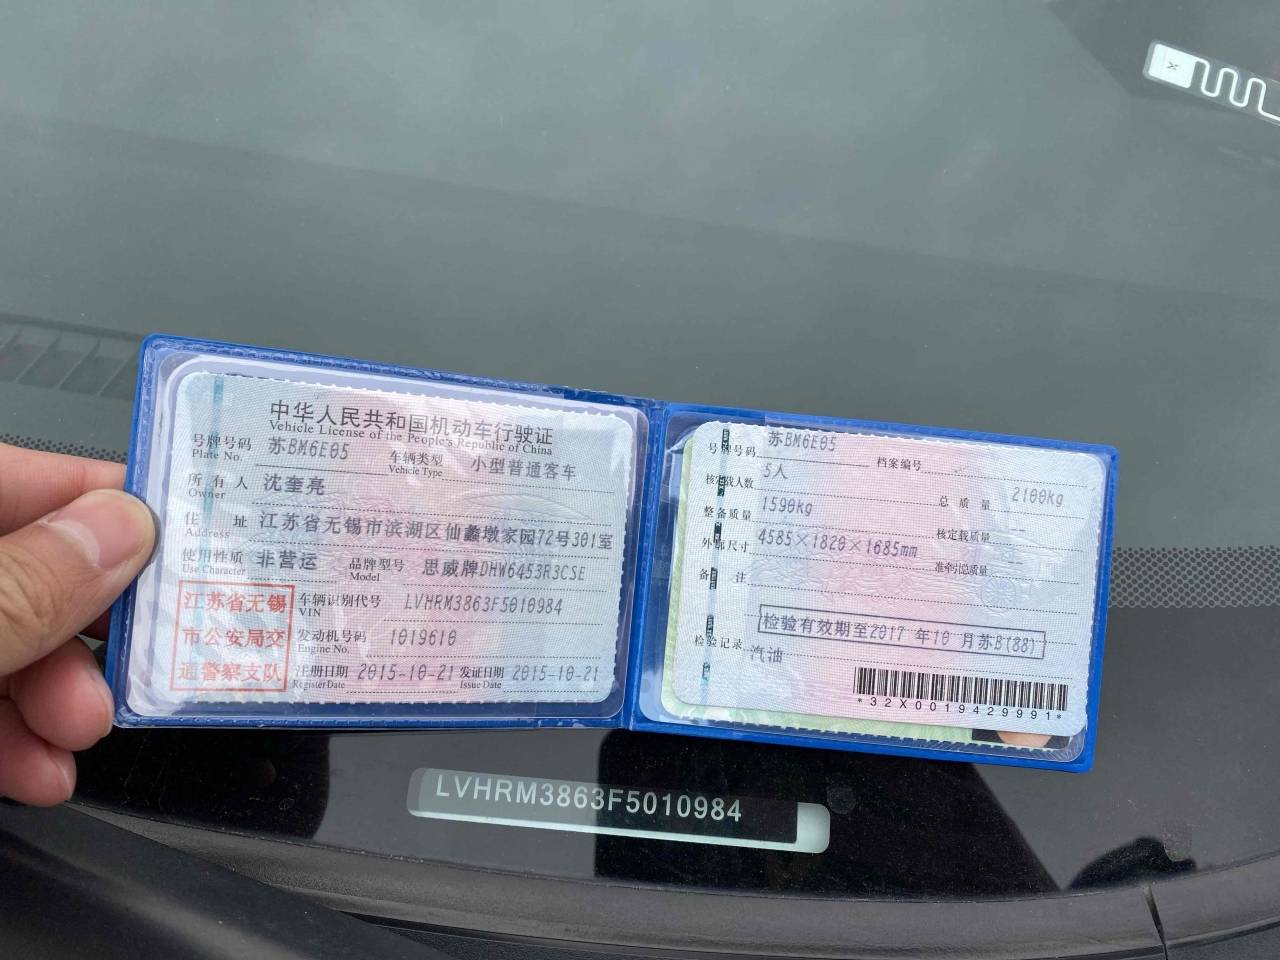 中华人民共和国机动车行驶证
Vehicle License of the People's Republic of China
号牌号码 苏BM6E05 车辆类型 小型普通客车
Plate No. Vehicle Type
所有人 沈奎亮
Owner
住址 江苏省无锡市滨湖区仙蠡墩家园72号301室
Address
使用性质 非营运 品牌型号 思威牌DHW6453R3CSE
Use Character Model
江苏省无锡
市公安局交
通警察支队
车辆识别代号 LVHRM3863F5010984
VIN
发动机号码 1019610
Engine No.
注册日期 2015-10-21 发证日期 2015-10-21
Register Date Issue Date
号牌号码 苏BM6E05 档案编号
核定载人数 5人 总质量 2100kg
整备质量 1590kg 核定载质量 --
外廓尺寸 4585×1820×1685mm 准牵引总质量 --
备注
检验有效期至2017年10月苏B(88)
检验记录 汽油
*32X0019429991*
LVHRM3863F5010984